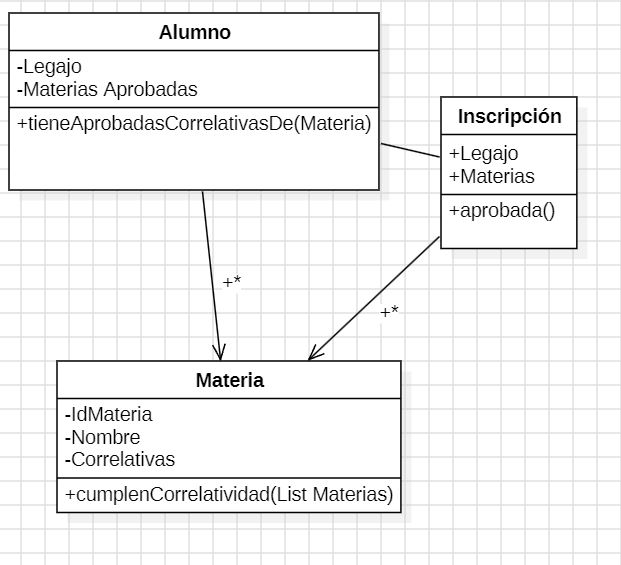 Alumno
-Legajo
-Materias Aprobadas
+tieneAprobadasCorrelativasDe(Materia)
Inscripción
+Legajo
+Materias
+aprobada()
+*
+*
Materia
-IdMateria
-Nombre
-Correlativas
+cumplenCorrelatividad(List Materias)